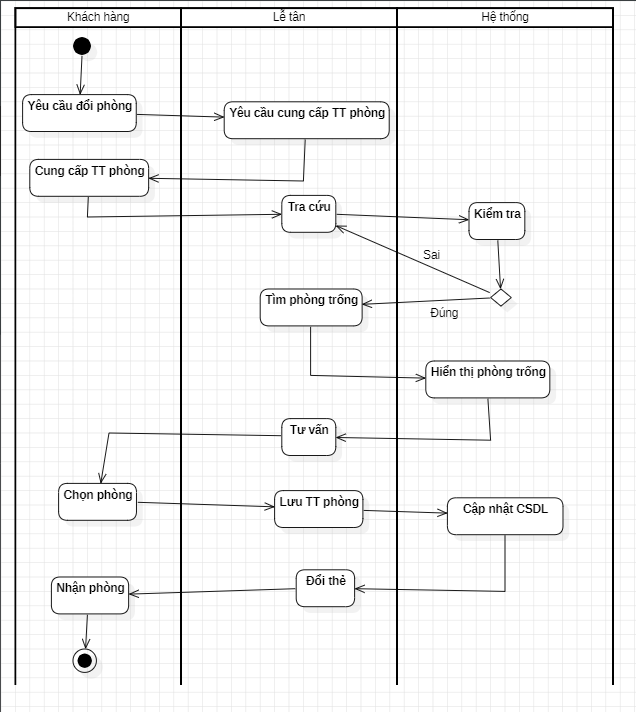 Khách hàng
Lễ tân
Hệ thống
Yêu cầu đổi phòng
Yêu cầu cung cấp TT phòng
Cung cấp TT phòng
Tra cứu
Kiểm tra
Sai
Tìm phòng trống
Đúng
Hiển thị phòng trống
Tư vấn
Chọn phòng
Lưu TT phòng
Cập nhật CSDL
Đổi thẻ
Nhận phòng